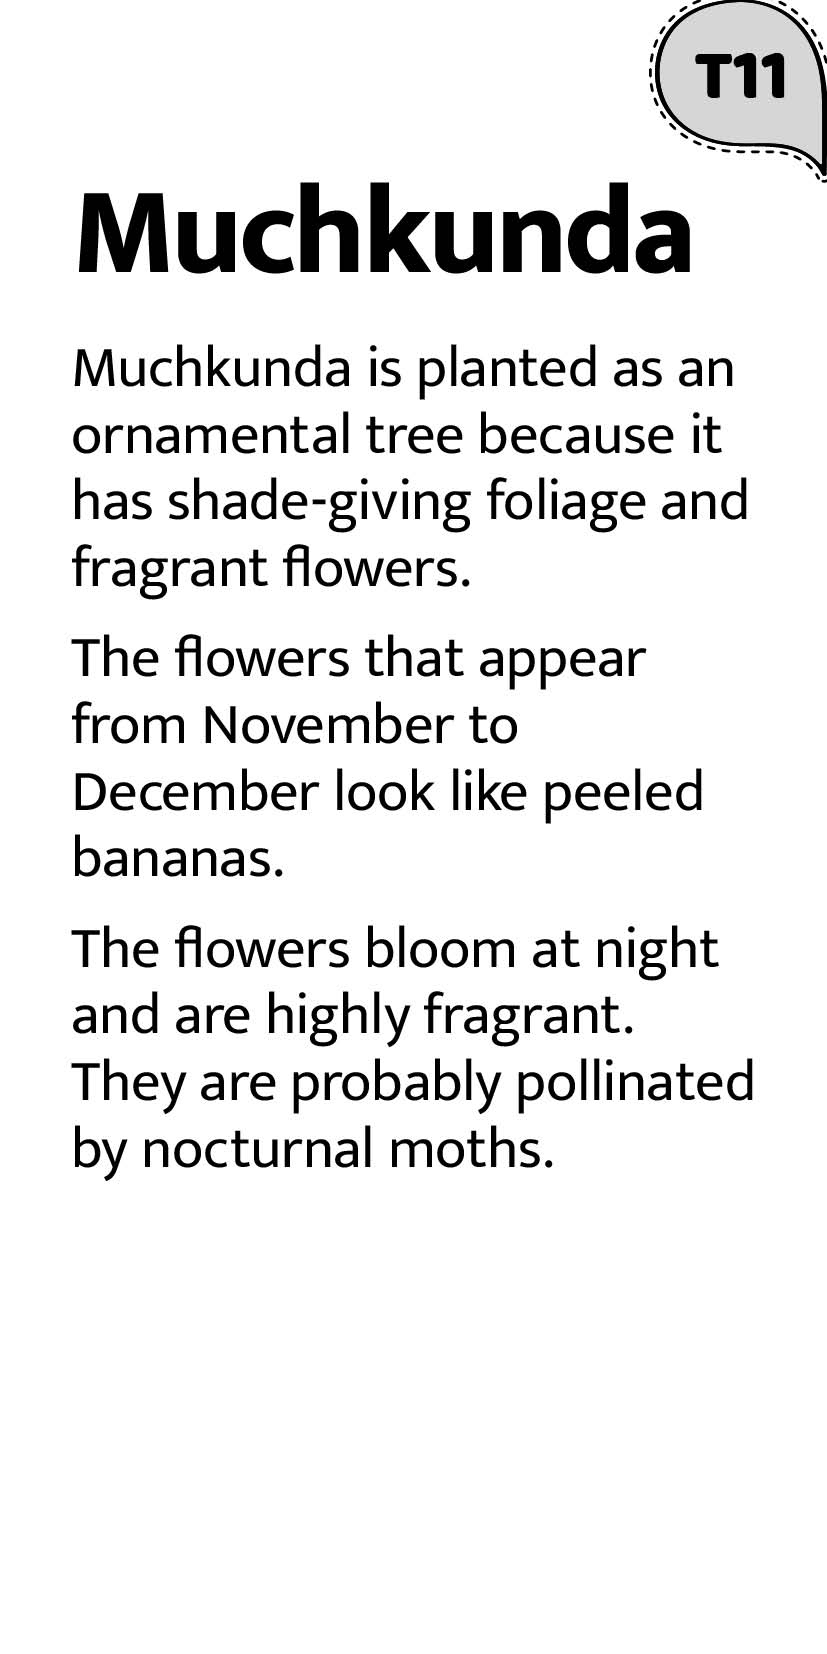 T11
Muchkunda
Muchkunda is planted as an
ornamental tree because it
has shade-giving foliage and
fragrant flowers.
The flowers that appear
from November to
December look like peeled
bananas.
The flowers bloom at night
and are highly fragrant.
They are probably pollinated
by nocturnal moths.